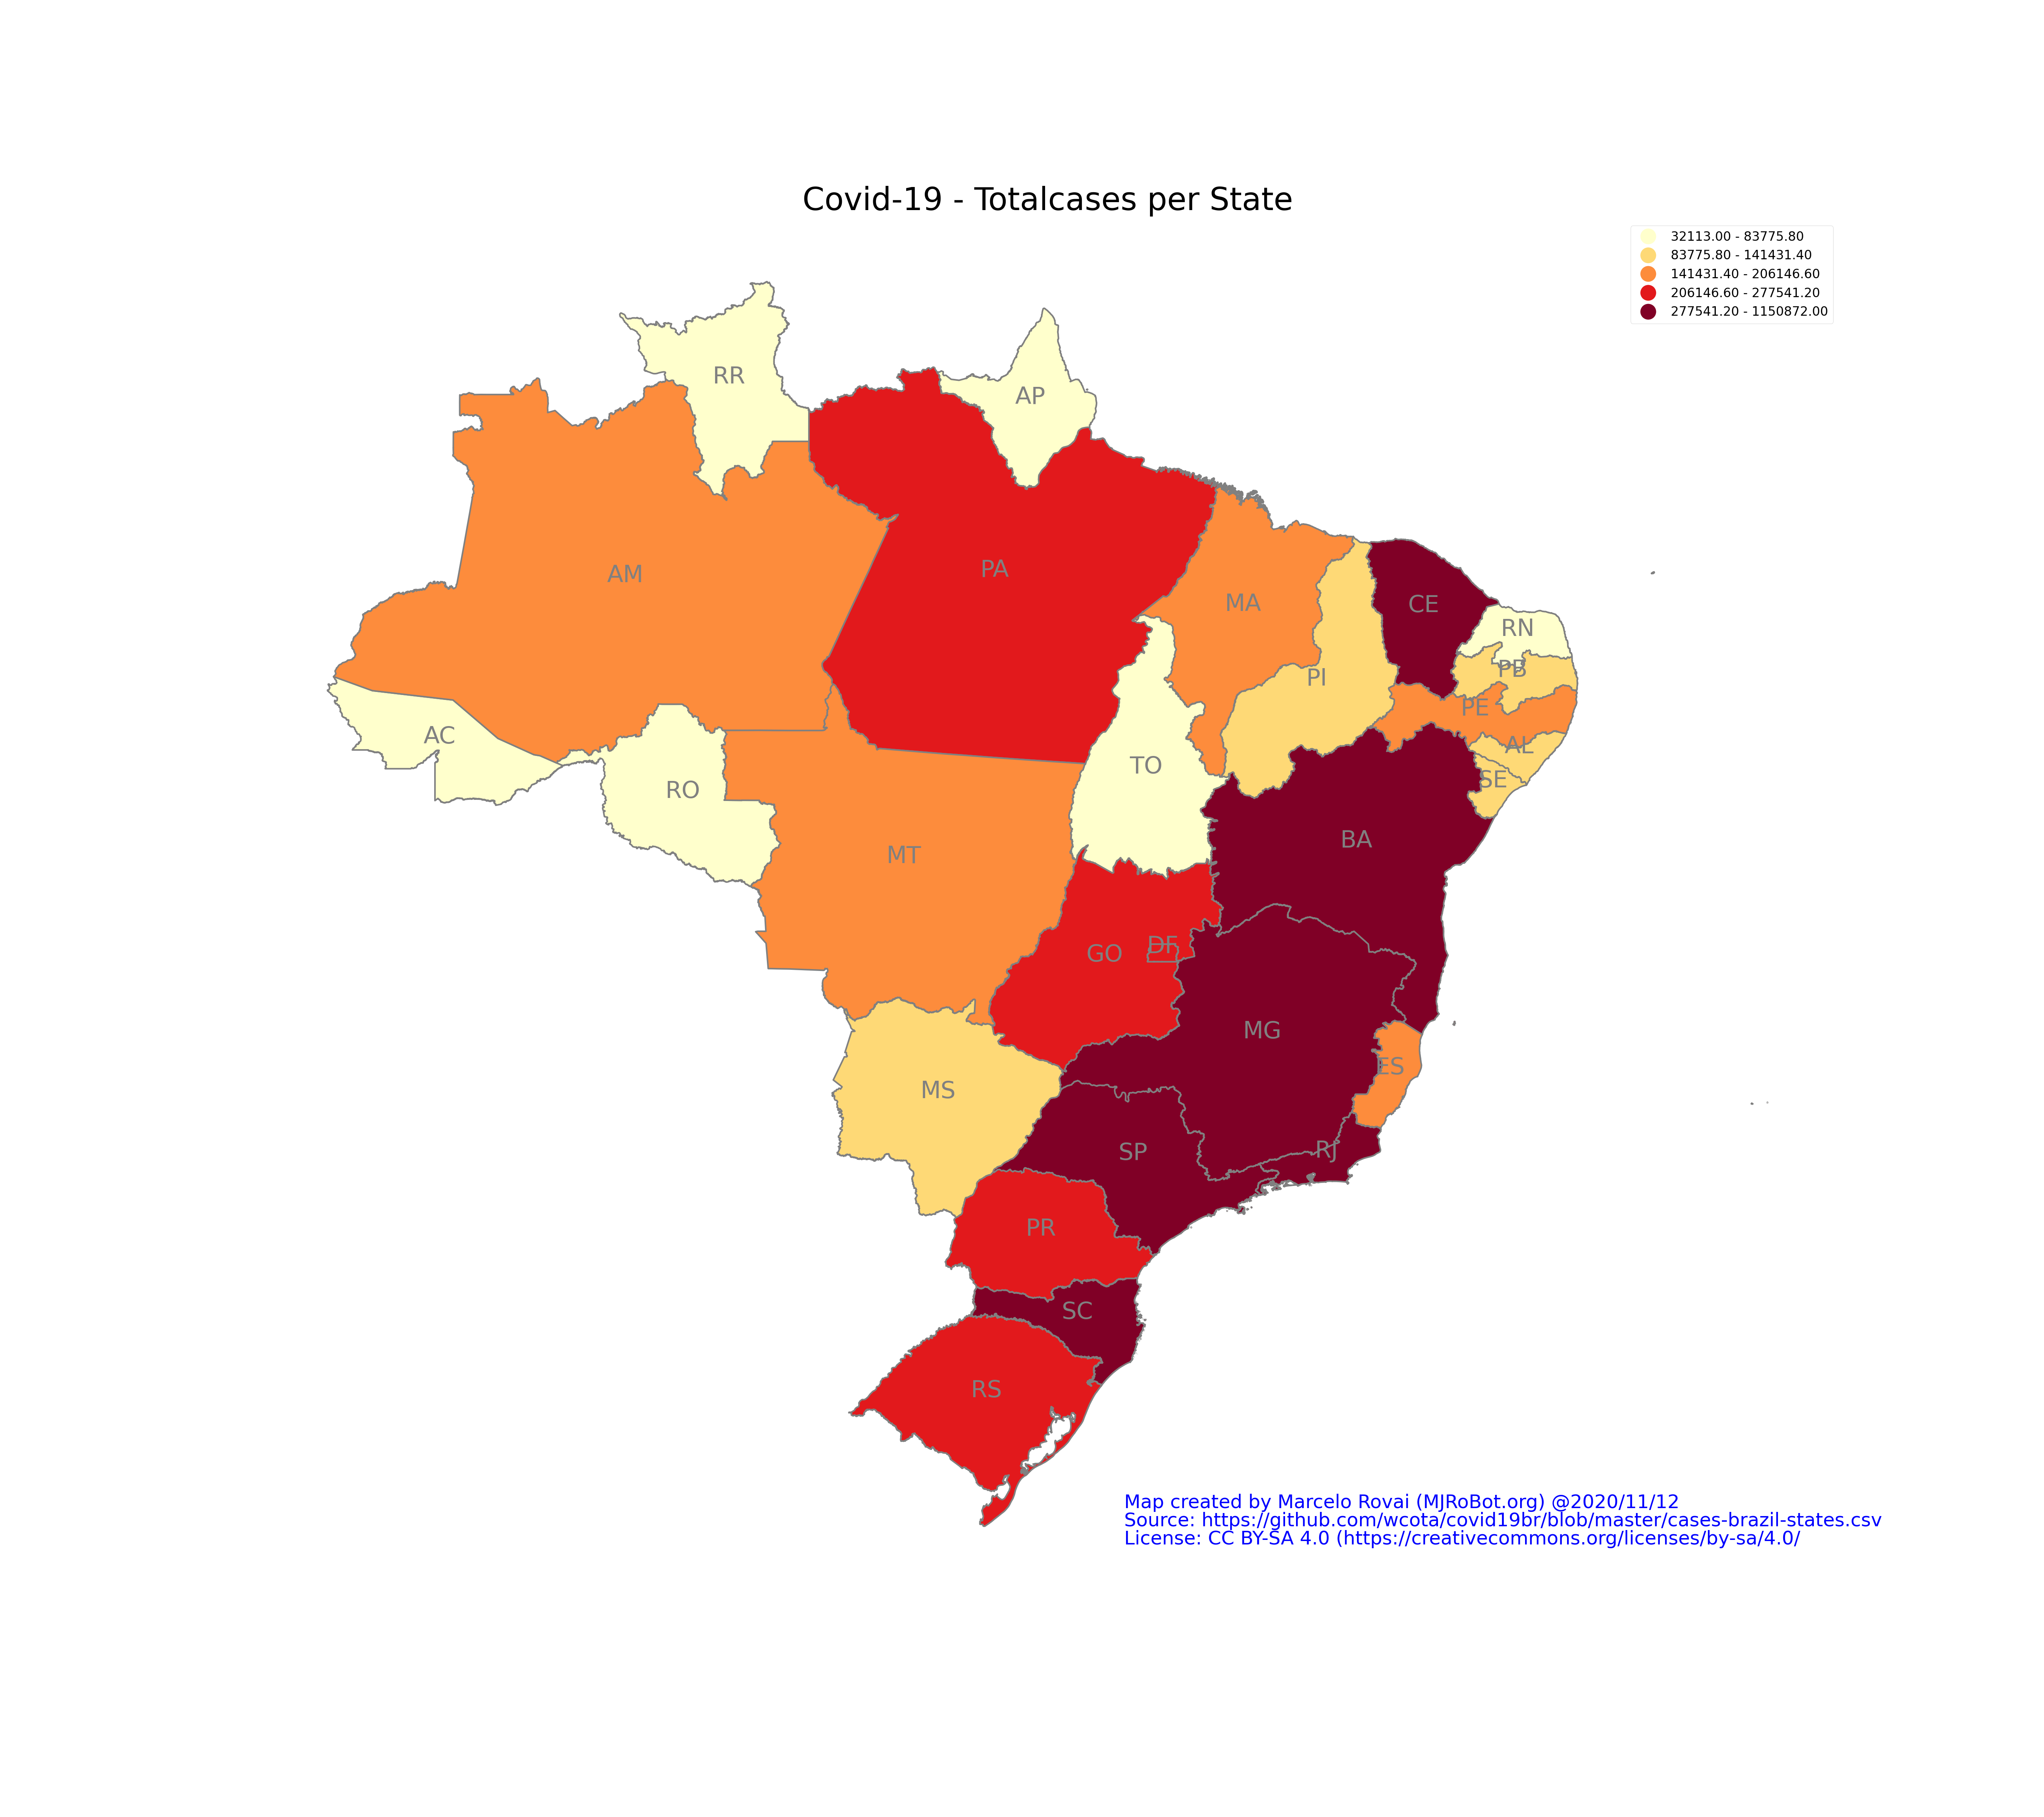 Covid-19 - Totalcases per State
32113.00 - 83775.80
83775.80 - 141431.40
141431.40 - 206146.60
206146.60 - 277541.20
277541.20 - 1150872.00
RR
AP
AM
PA
MA
CE
RN
PB
PI
PE
AC
AL
TO
SE
RO
BA
MT
DF
GO
MG
ES
MS
RJ
SP
PR
SC
RS
Map created by Marcelo Rovai (MJRoBot.org) @2020/11/12
Source: https://github.com/wcota/covid19br/blob/master/cases-brazil-states.csv
License: CC BY-SA 4.0 (https://creativecommons.org/licenses/by-sa/4.0/